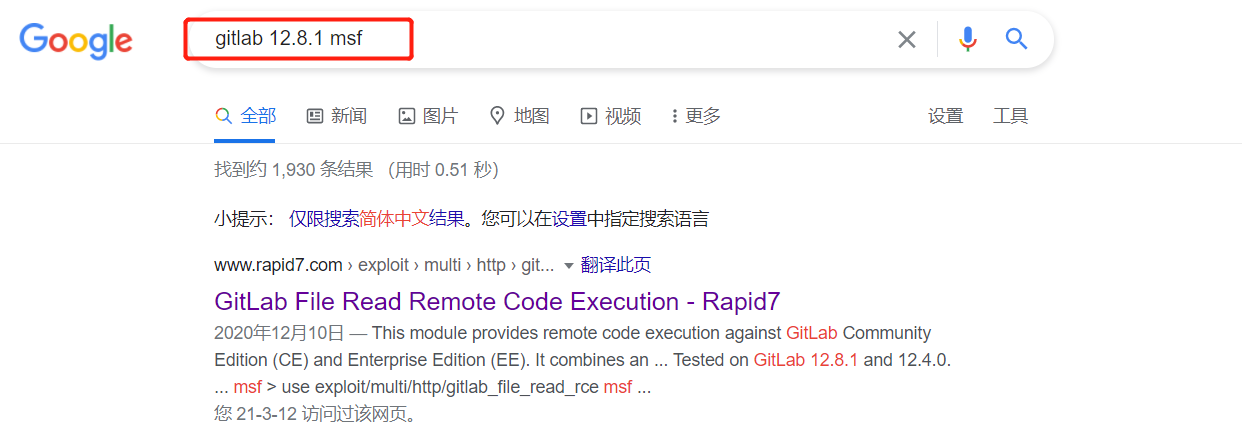 Google
gitlab 12.8.1 msf
全部 新闻 图片 地图 视频 更多 设置 工具
找到约 1,930 条结果 （用时 0.51 秒）
小提示： 仅限搜索简体中文结果。您可以在设置中指定搜索语言
www.rapid7.com › exploit › multi › http › git... 翻译此页
GitLab File Read Remote Code Execution - Rapid7
2020年12月10日 — This module provides remote code execution against GitLab Community
Edition (CE) and Enterprise Edition (EE). It combines an ... Tested on GitLab 12.8.1 and 12.4.0.
... msf > use exploit/multi/http/gitlab_file_read_rce msf ...
您 21-3-12 访问过该网页。